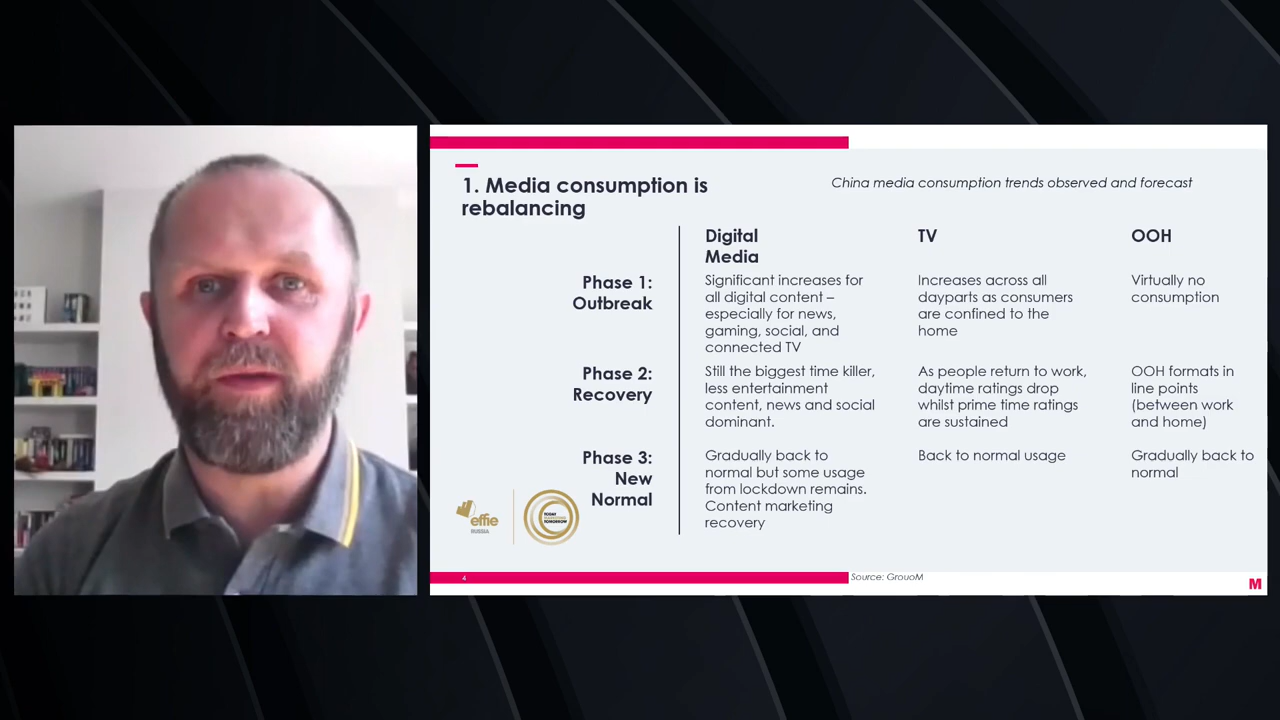 1. Media consumption is
rebalancing
China media consumption trends observed and forecast
Digital
Media
TV
OOH
Phase 1:
Outbreak
Significant increases for
all digital content –
especially for news,
gaming, social, and
connected TV
Increases across all
dayparts as consumers
are confined to the
home
Virtually no
consumption
Phase 2:
Recovery
Still the biggest time killer,
less entertainment
content, news and social
dominant.
As people return to work,
daytime ratings drop
whilst prime time ratings
are sustained
OOH formats in
line points
(between work
and home)
Phase 3:
New
Normal
Gradually back to
normal but some usage
from lockdown remains.
Content marketing
recovery
Back to normal usage
Gradually back to
normal
effie
RUSSIA
TODAY
TOMORROW
4
Source: GroupM
M